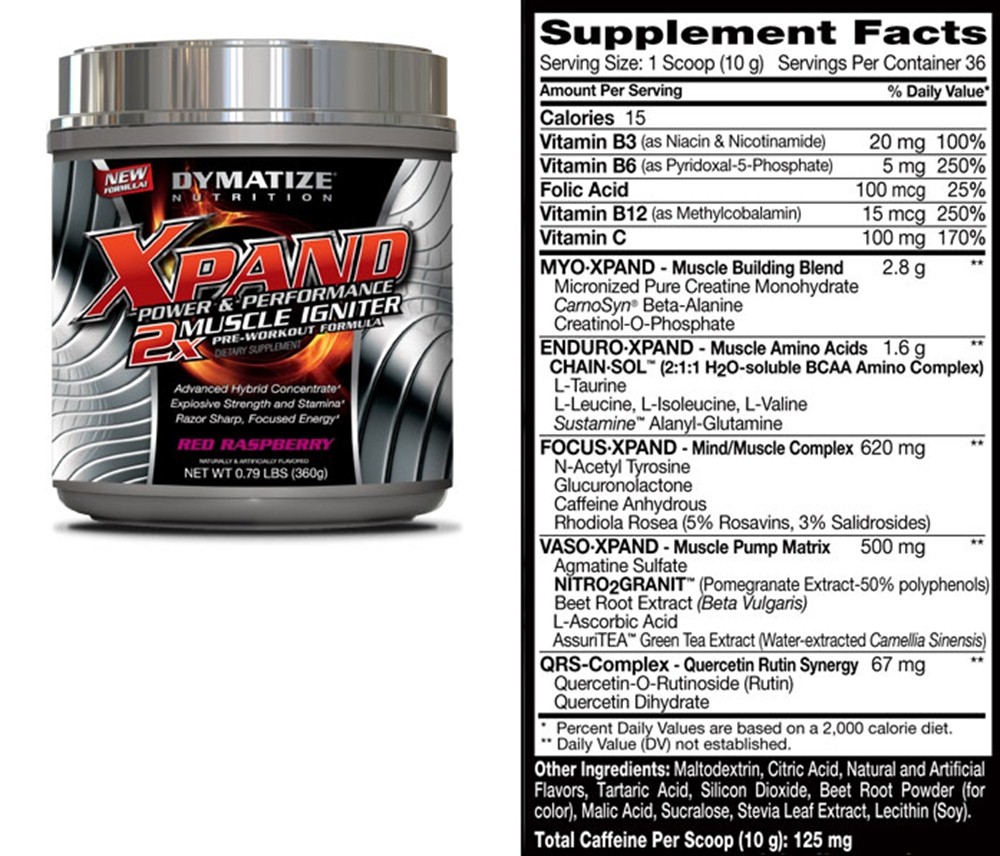 NEW
FORMULA!
DYMATIZE®
NUTRITION
XPAND®
POWER & PERFORMANCE
2X MUSCLE IGNITER
PRE-WORKOUT FORMULA
DIETARY SUPPLEMENT
Advanced Hybrid Concentrate*
Explosive Strength and Stamina*
Razor Sharp, Focused Energy*
RED RASPBERRY
NATURALLY & ARTIFICIALLY FLAVORED
NET WT 0.79 LBS (360g)
Supplement Facts
Serving Size: 1 Scoop (10 g) Servings Per Container 36
Amount Per Serving % Daily Value*
Calories 15
Vitamin B3 (as Niacin & Nicotinamide) 20 mg 100%
Vitamin B6 (as Pyridoxal-5-Phosphate) 5 mg 250%
Folic Acid 100 mcg 25%
Vitamin B12 (as Methylcobalamin) 15 mcg 250%
Vitamin C 100 mg 170%
MYO·XPAND - Muscle Building Blend 2.8 g **
Micronized Pure Creatine Monohydrate
CarnoSyn® Beta-Alanine
Creatinol-O-Phosphate
ENDURO·XPAND - Muscle Amino Acids 1.6 g **
CHAIN·SOL™ (2:1:1 H2O-soluble BCAA Amino Complex)
L-Taurine
L-Leucine, L-Isoleucine, L-Valine
Sustamine™ Alanyl-Glutamine
FOCUS·XPAND - Mind/Muscle Complex 620 mg **
N-Acetyl Tyrosine
Glucuronolactone
Caffeine Anhydrous
Rhodiola Rosea (5% Rosavins, 3% Salidrosides)
VASO·XPAND - Muscle Pump Matrix 500 mg **
Agmatine Sulfate
NITRO2GRANIT™ (Pomegranate Extract-50% polyphenols)
Beet Root Extract (Beta Vulgaris)
L-Ascorbic Acid
AssuriTEA™ Green Tea Extract (Water-extracted Camellia Sinensis)
QRS-Complex - Quercetin Rutin Synergy 67 mg **
Quercetin-O-Rutinoside (Rutin)
Quercetin Dihydrate
* Percent Daily Values are based on a 2,000 calorie diet.
** Daily Value (DV) not established.
Other Ingredients: Maltodextrin, Citric Acid, Natural and Artificial
Flavors, Tartaric Acid, Silicon Dioxide, Beet Root Powder (for
color), Malic Acid, Sucralose, Stevia Leaf Extract, Lecithin (Soy).
Total Caffeine Per Scoop (10 g): 125 mg